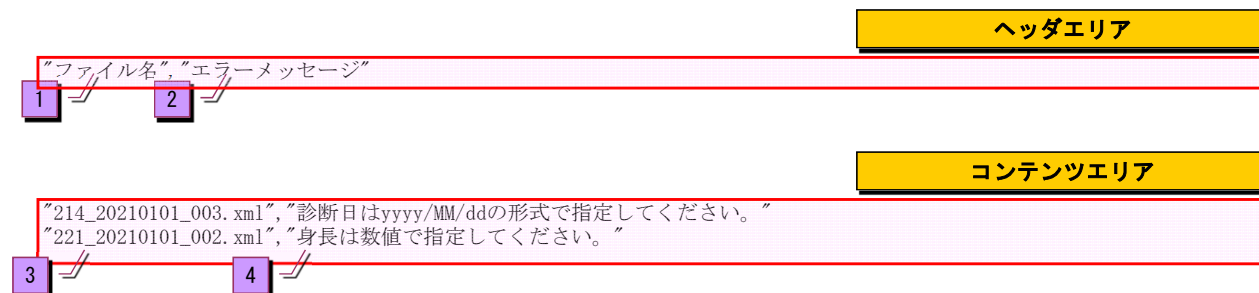 ヘッダエリア
"ファイル名","エラーメッセージ"
1
2
コンテンツエリア
"214_20210101_003.xml","診断日はyyyy/MM/ddの形式で指定してください。"
"221_20210101_002.xml","身長は数値で指定してください。"
3
4